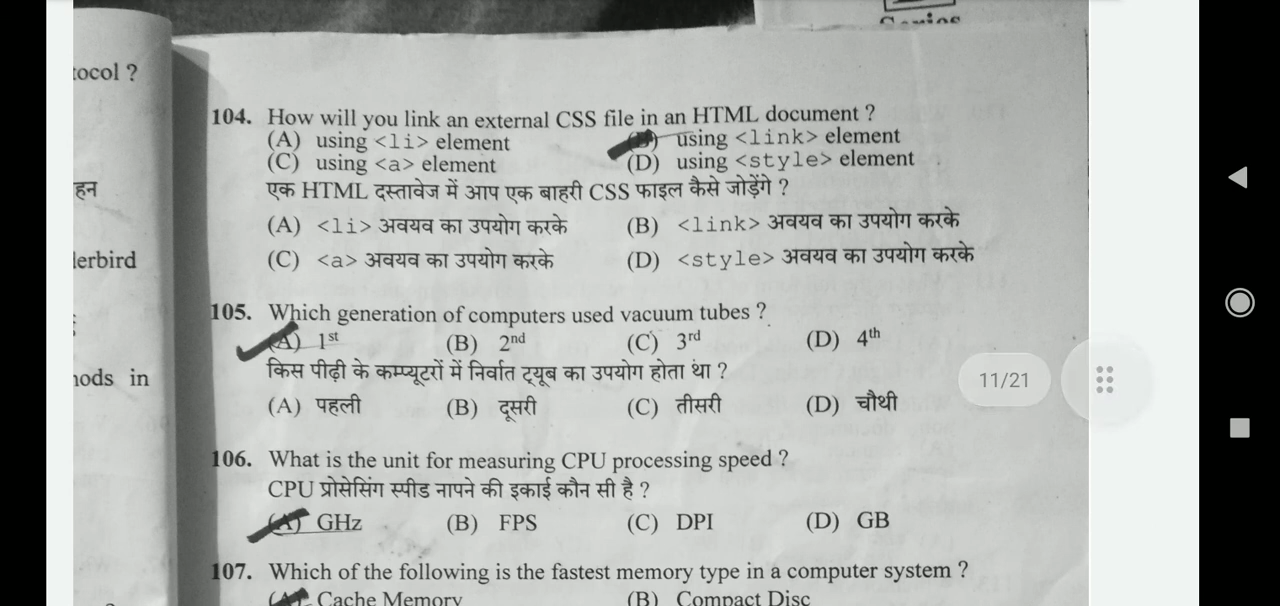 tocol ?
हन
lerbird
nods in
104. How will you link an external CSS file in an HTML document ?
(A) using <li> element (B) using <link> element
(C) using <a> element (D) using <style> element
एक HTML दस्तावेज में आप एक बाहरी CSS फाइल कैसे जोड़ेंगे ?
(A) <li> अवयव का उपयोग करके (B) <link> अवयव का उपयोग करके
(C) <a> अवयव का उपयोग करके (D) <style> अवयव का उपयोग करके
105. Which generation of computers used vacuum tubes ?
(A) 1st (B) 2nd (C) 3rd (D) 4th
किस पीढ़ी के कम्प्यूटरों में निर्वात ट्यूब का उपयोग होता था ?
(A) पहली (B) दूसरी (C) तीसरी (D) चौथी
11/21
106. What is the unit for measuring CPU processing speed ?
CPU प्रोसेसिंग स्पीड नापने की इकाई कौन सी है ?
(A) GHz (B) FPS (C) DPI (D) GB
107. Which of the following is the fastest memory type in a computer system ?
(A) Cache Memory (B) Compact Disc